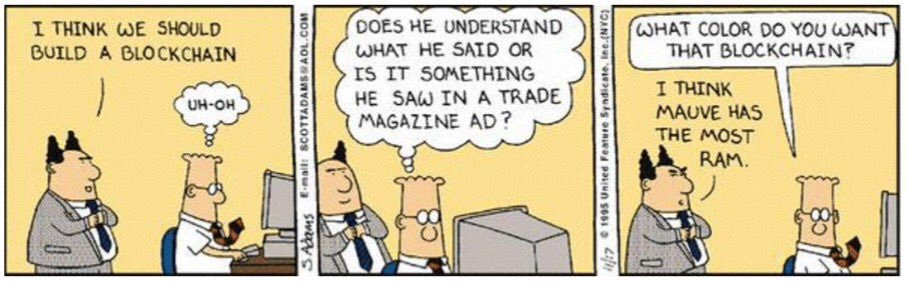 I THINK WE SHOULD
BUILD A BLOCKCHAIN
UH-OH
S. Adams E-mail: SCOTTADAMS@AOL.COM
DOES HE UNDERSTAND
WHAT HE SAID OR
IS IT SOMETHING
HE SAW IN A TRADE
MAGAZINE AD?
11/17 © 1995 United Feature Syndicate, Inc.(NYC)
WHAT COLOR DO YOU WANT
THAT BLOCKCHAIN?
I THINK
MAUVE HAS
THE MOST
RAM.